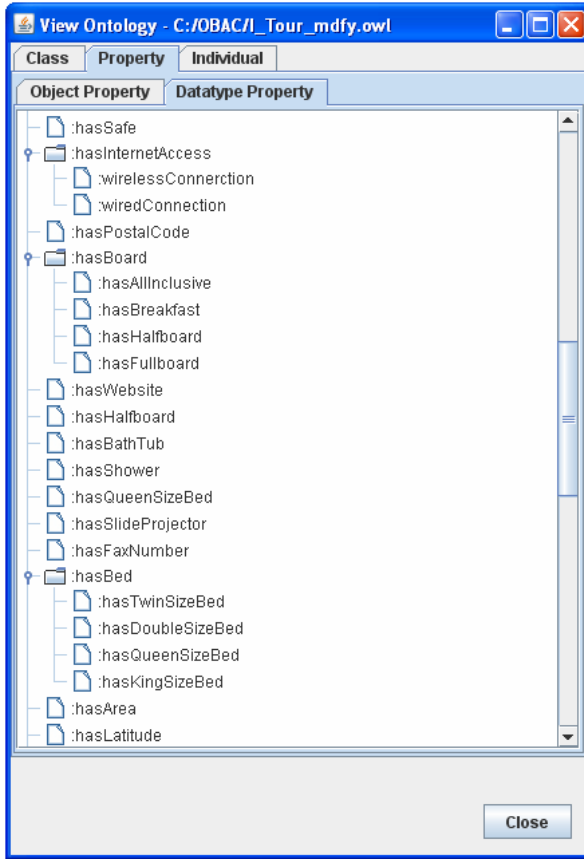 View Ontology - C:/OBAC/I_Tour_mdfy.owl
Class Property Individual
Object Property Datatype Property
:hasSafe
:hasInternetAccess
:wirelessConnerction
:wiredConnection
:hasPostalCode
:hasBoard
:hasAllInclusive
:hasBreakfast
:hasHalfboard
:hasFullboard
:hasWebsite
:hasHalfboard
:hasBathTub
:hasShower
:hasQueenSizeBed
:hasSlideProjector
:hasFaxNumber
:hasBed
:hasTwinSizeBed
:hasDoubleSizeBed
:hasQueenSizeBed
:hasKingSizeBed
:hasArea
:hasLatitude
Close